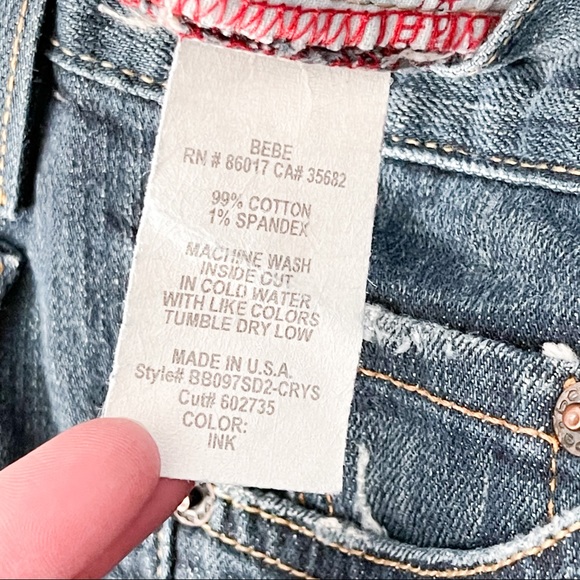 BEBE
RN # 86017 CA# 35682
99% COTTON
1% SPANDEX
MACHINE WASH
INSIDE OUT
IN COLD WATER
WITH LIKE COLORS
TUMBLE DRY LOW
MADE IN U.S.A.
Style# BB097SD2-CRYS
Cut# 602735
COLOR:
INK